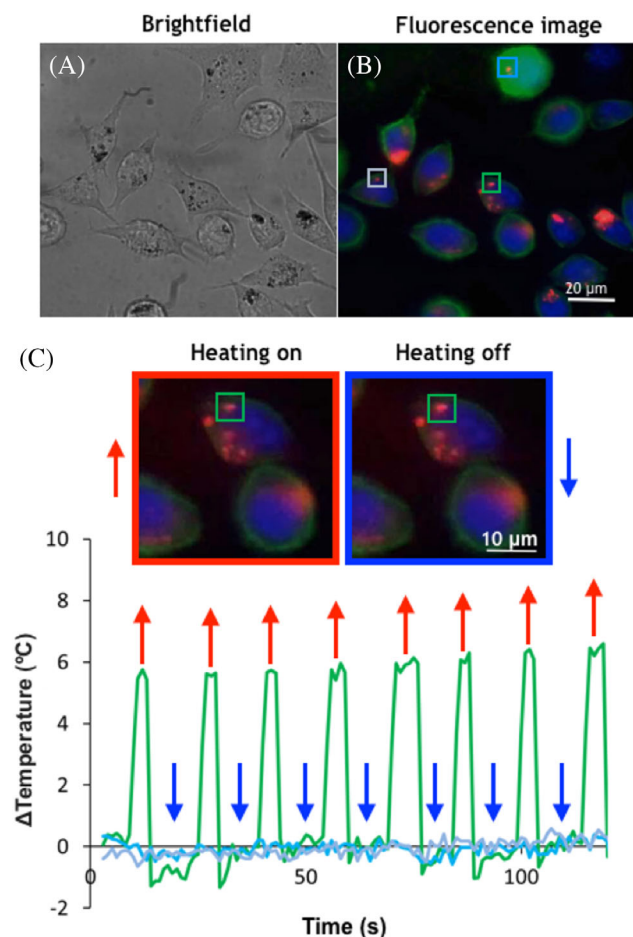 Brightfield
Fluorescence image
(A)
(B)
20 µm
(C)
Heating on
Heating off
10 µm
10
8
6
4
2
0
-2
ΔTemperature (ºC)
0
50
100
Time (s)